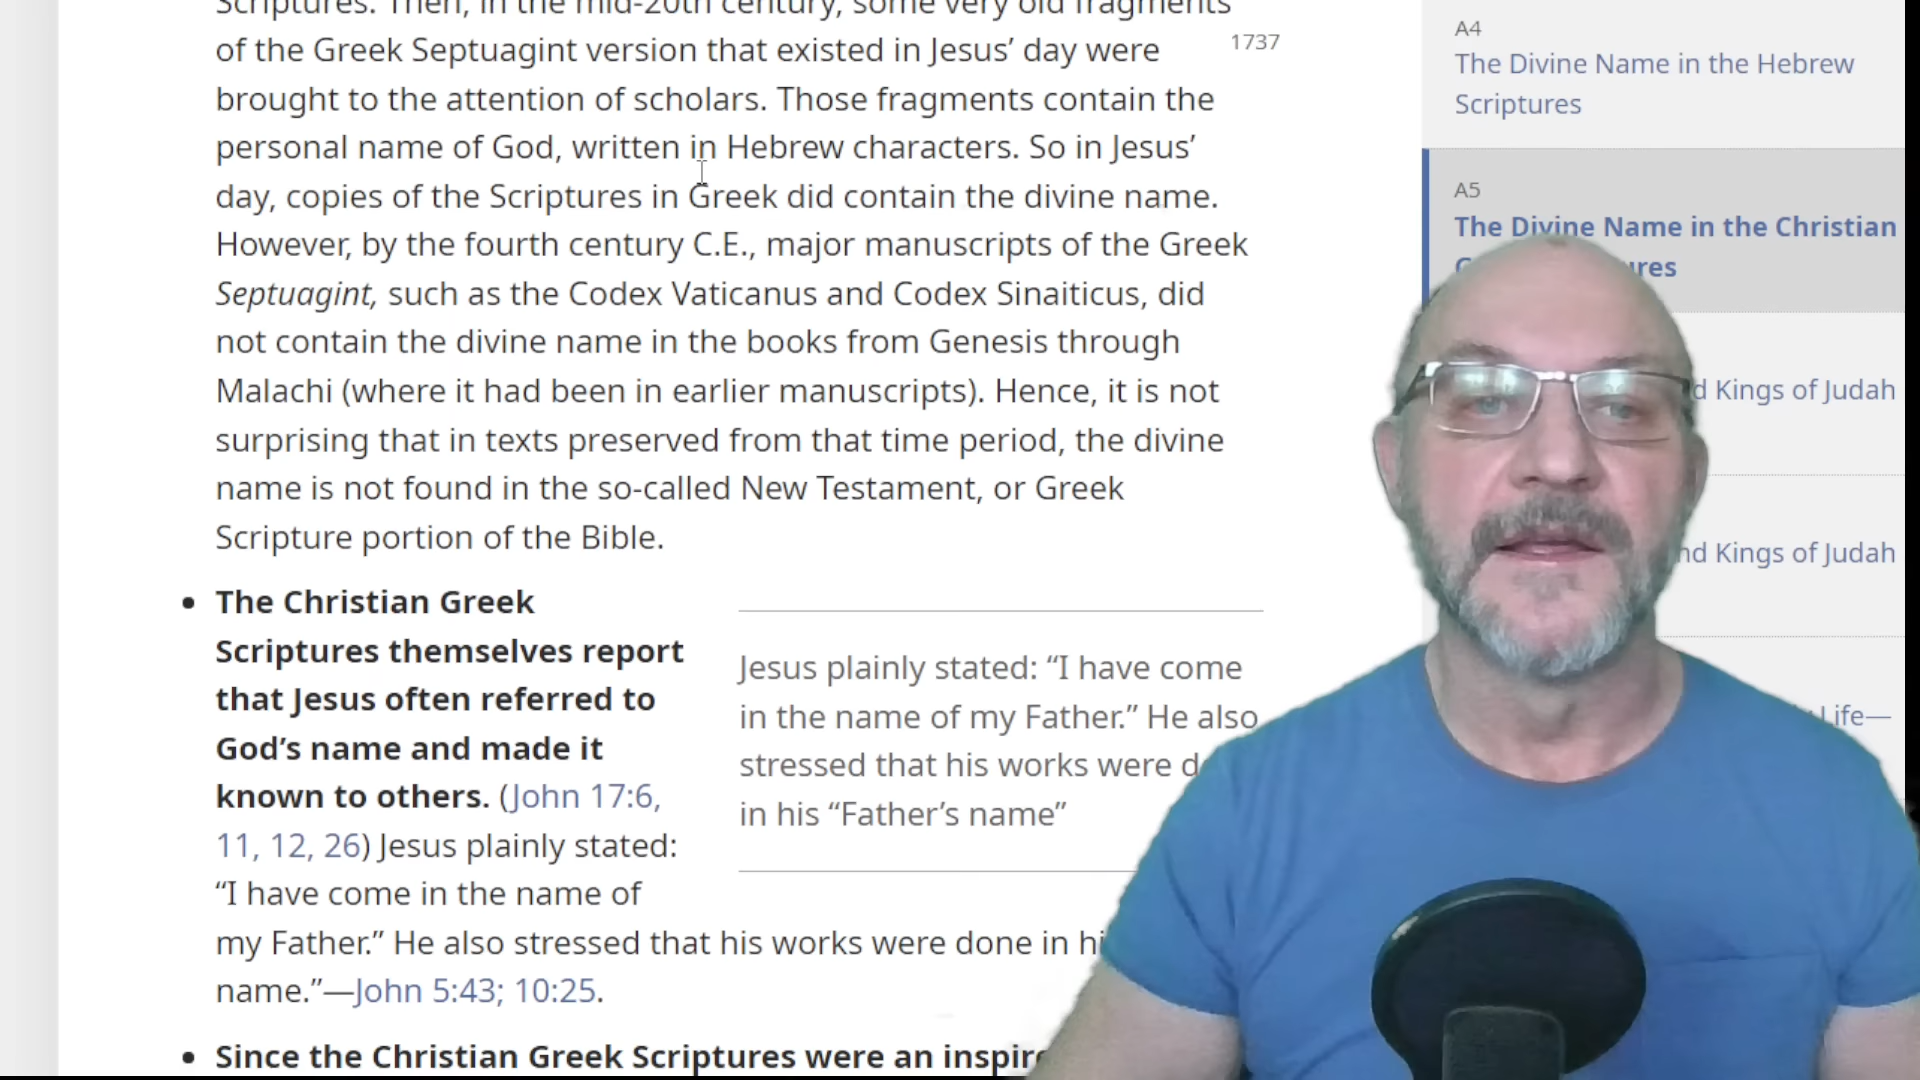 Scriptures. Then, in the mid-20th century, some very old fragments
of the Greek Septuagint version that existed in Jesus’ day were
1737
brought to the attention of scholars. Those fragments contain the
personal name of God, written in Hebrew characters. So in Jesus’
day, copies of the Scriptures in Greek did contain the divine name.
However, by the fourth century C.E., major manuscripts of the Greek
Septuagint, such as the Codex Vaticanus and Codex Sinaiticus, did
not contain the divine name in the books from Genesis through
Malachi (where it had been in earlier manuscripts). Hence, it is not
surprising that in texts preserved from that time period, the divine
name is not found in the so-called New Testament, or Greek
Scripture portion of the Bible.
• The Christian Greek
Scriptures themselves report
that Jesus often referred to
God’s name and made it
known to others. (John 17:6,
11, 12, 26) Jesus plainly stated:
“I have come in the name of
my Father.” He also stressed that his works were done in
name.”—John 5:43; 10:25.
Jesus plainly stated: “I have come
in the name of my Father.” He also
stressed that his works were
in his “Father’s name”
• Since the Christian Greek Scriptures were an
A4
The Divine Name in the Hebrew
Scriptures
A5
The Divine Name in the Christian
Kings of Judah
Kings of Judah
Life—